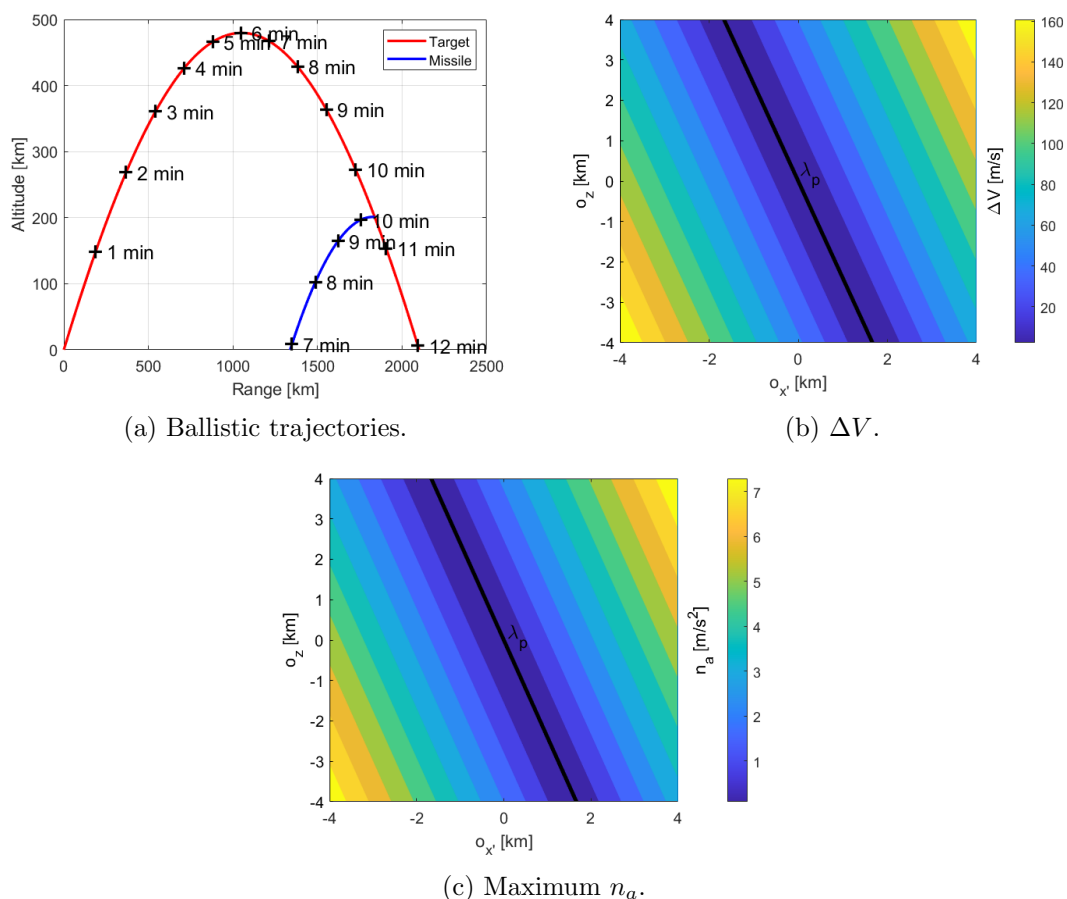 500
400
300
200
100
0
Altitude [km]
0 500 1000 1500 2000 2500
Range [km]
Target
Missile
1 min
2 min
3 min
4 min
5 min
6 min
7 min
8 min
9 min
10 min
11 min
12 min
7 min
8 min
9 min
10 min
(a) Ballistic trajectories.
4
3
2
1
0
-1
-2
-3
-4
o_z [km]
λ_p
-4 -2 0 2 4
o_x' [km]
160
140
120
100
80
60
40
20
ΔV [m/s]
(b) ΔV.
4
3
2
1
0
-1
-2
-3
-4
o_z [km]
λ_p
-4 -2 0 2 4
o_x' [km]
7
6
5
4
3
2
1
n_a [m/s²]
(c) Maximum n_a.